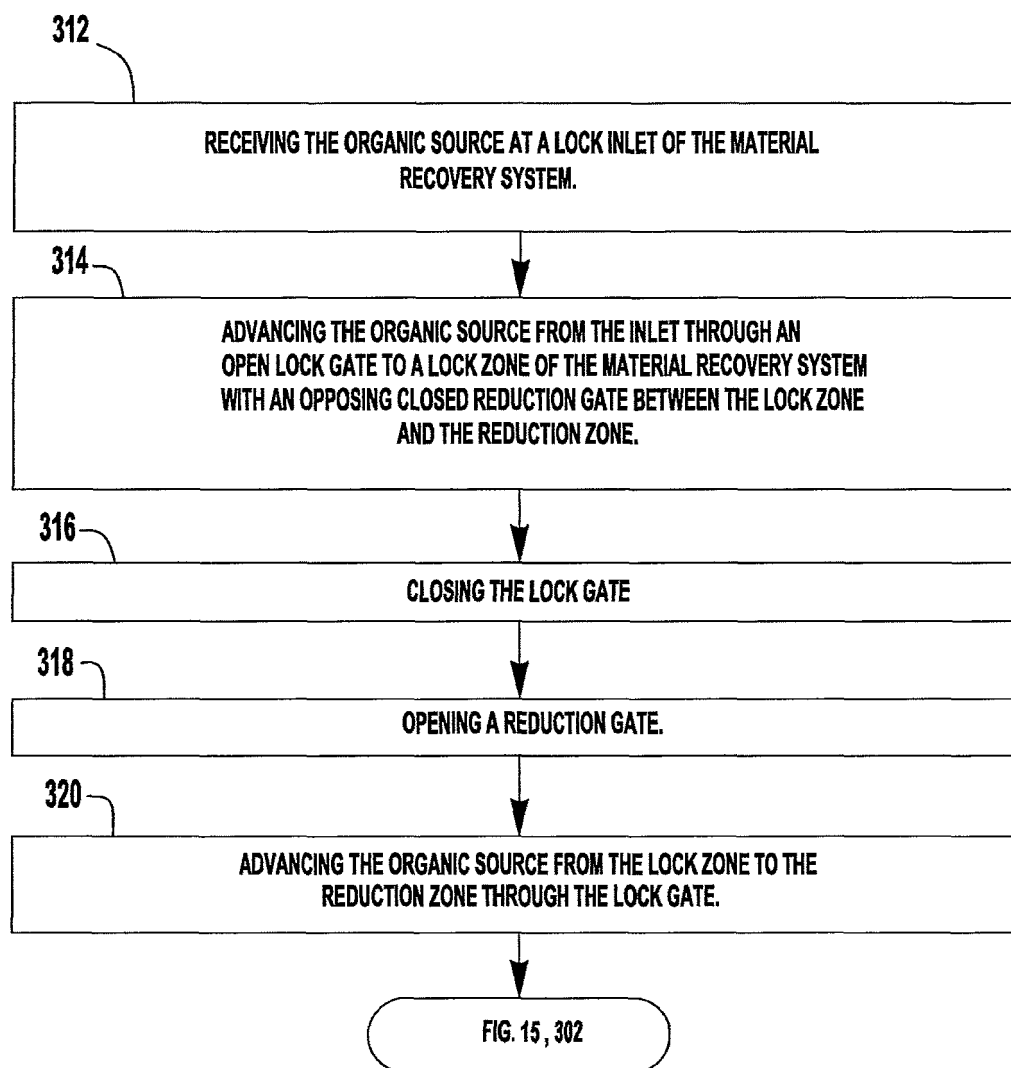 312
RECEIVING THE ORGANIC SOURCE AT A LOCK INLET OF THE MATERIAL
RECOVERY SYSTEM.
314
ADVANCING THE ORGANIC SOURCE FROM THE INLET THROUGH AN
OPEN LOCK GATE TO A LOCK ZONE OF THE MATERIAL RECOVERY SYSTEM
WITH AN OPPOSING CLOSED REDUCTION GATE BETWEEN THE LOCK ZONE
AND THE REDUCTION ZONE.
316
CLOSING THE LOCK GATE
318
OPENING A REDUCTION GATE.
320
ADVANCING THE ORGANIC SOURCE FROM THE LOCK ZONE TO THE
REDUCTION ZONE THROUGH THE LOCK GATE.
FIG. 15 , 302